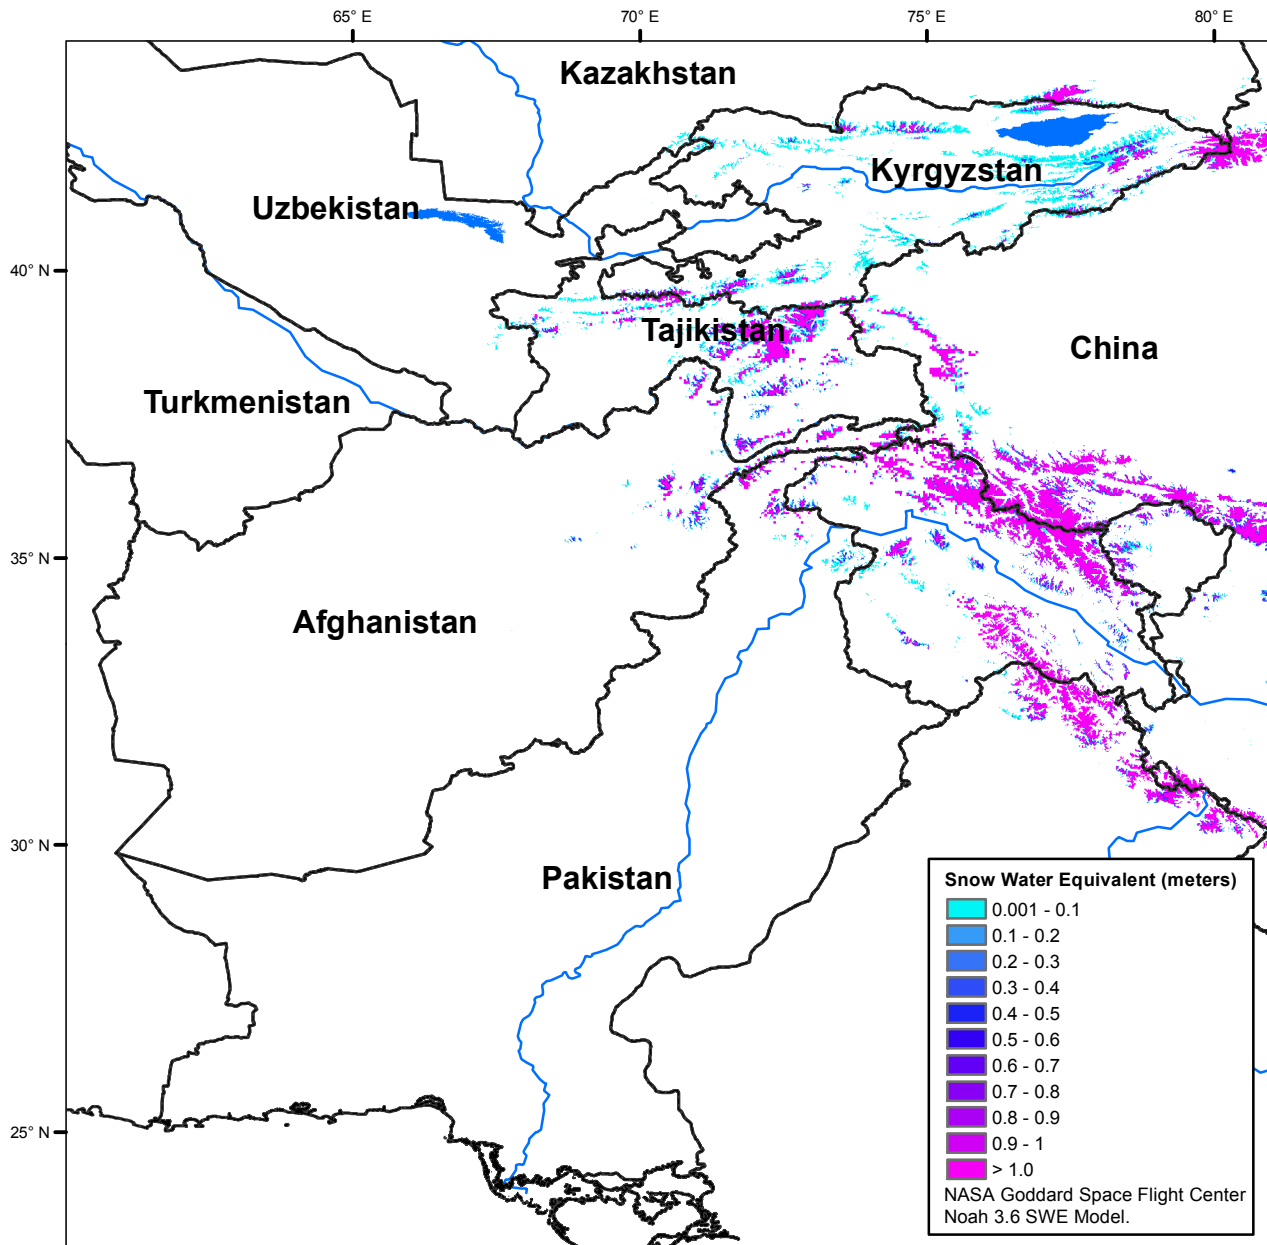 65° E
70° E
75° E
80° E
Kazakhstan
Kyrgyzstan
Uzbekistan
40° N
Tajikistan
China
Turkmenistan
35° N
Afghanistan
30° N
Pakistan
Snow Water Equivalent (meters)
0.001 - 0.1
0.1 - 0.2
0.2 - 0.3
0.3 - 0.4
0.4 - 0.5
0.5 - 0.6
0.6 - 0.7
0.7 - 0.8
0.8 - 0.9
0.9 - 1
> 1.0
25° N
NASA Goddard Space Flight Center
Noah 3.6 SWE Model.